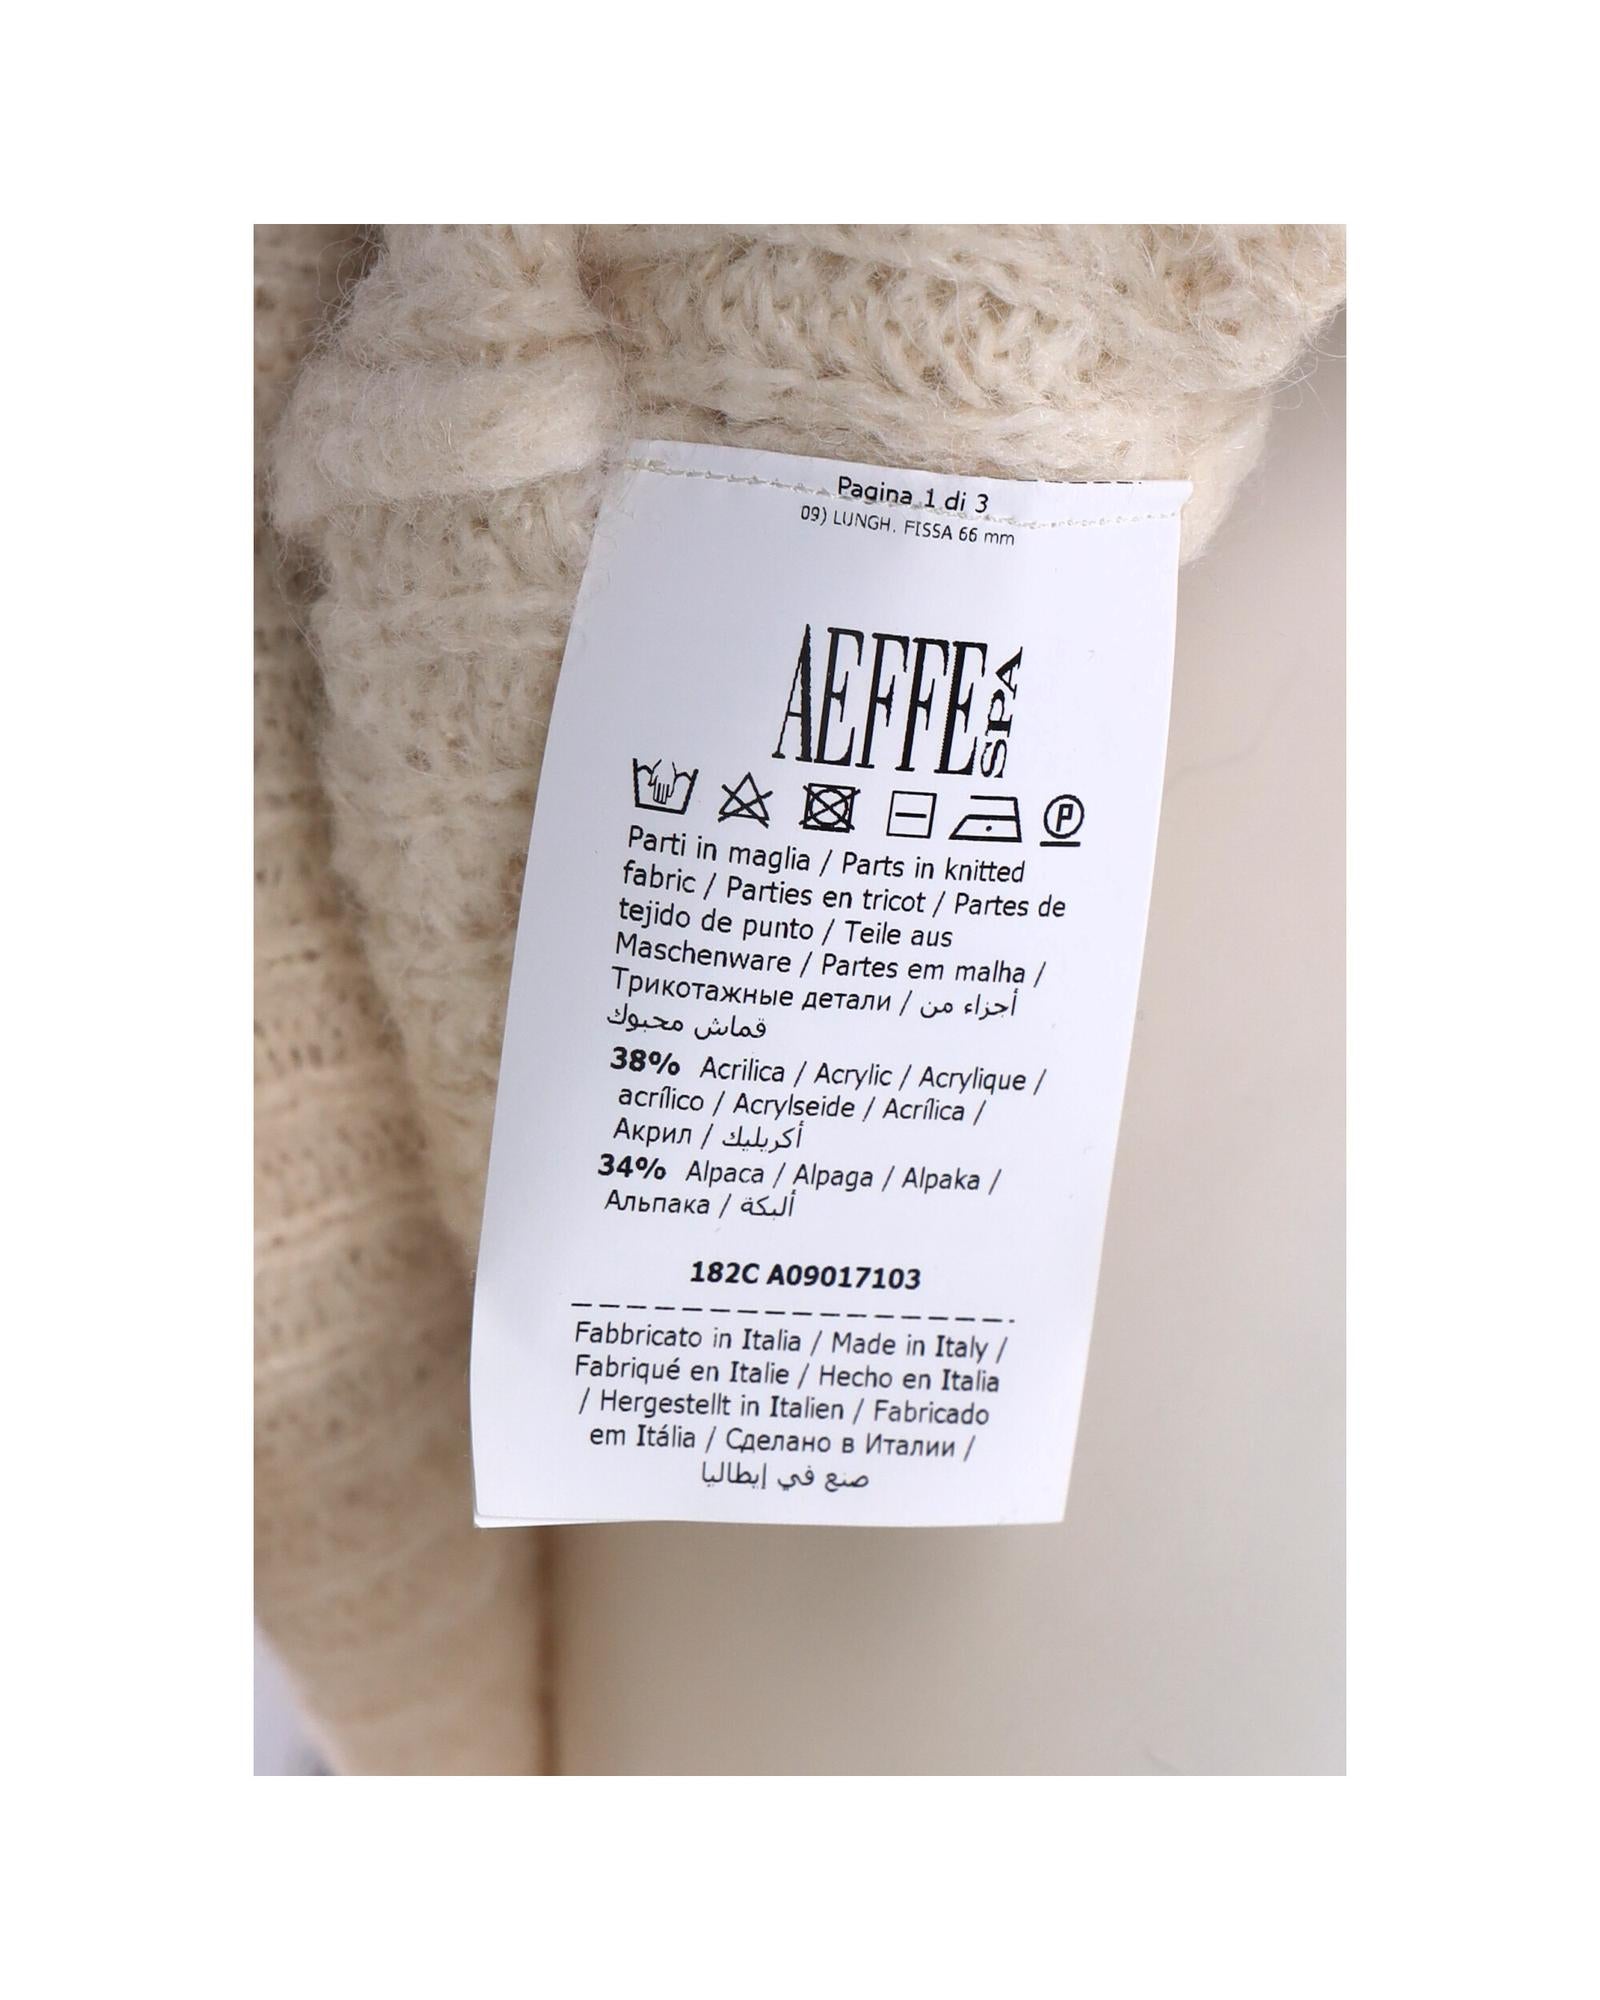 Pagina 1 di 3
09) LUNGH. FISSA 66 mm
AEFFE SPA
P
Parti in maglia / Parts in knitted
fabric / Parties en tricot / Partes de
tejido de punto / Teile aus
Maschenware / Partes em malha /
Трикотажные детали / أجزاء من
قماش محبوك
38% Acrilica / Acrylic / Acrylique /
acrílico / Acrylseide / Acrílica /
Акрил / أكريليك
34% Alpaca / Alpaga / Alpaka /
Альпака / ألبكة
182C A09017103
Fabbricato in Italia / Made in Italy /
Fabriqué en Italie / Hecho en Italia
/ Hergestellt in Italien / Fabricado
em Itália / Сделано в Италии /
صنع في إيطاليا